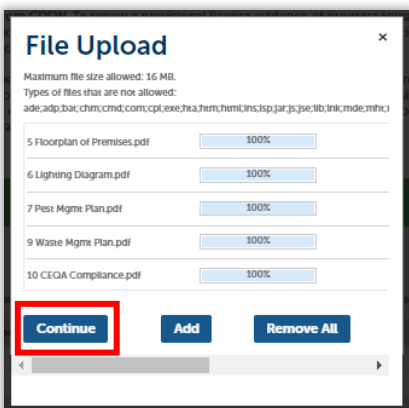 File Upload
×
Maximum file size allowed: 16 MB.
Types of files that are not allowed:
ade;adp;bat;chm;cmd;com;cpl;exe;hta;htm;html;ins;isp;jar;js;jse;lib;lnk;mde;mht;
5 Floorplan of Premises.pdf 100%
6 Lighting Diagram.pdf 100%
7 Pest Mgmt Plan.pdf 100%
9 Waste Mgmt Plan.pdf 100%
10 CEQA Compliance.pdf 100%
Continue Add Remove All